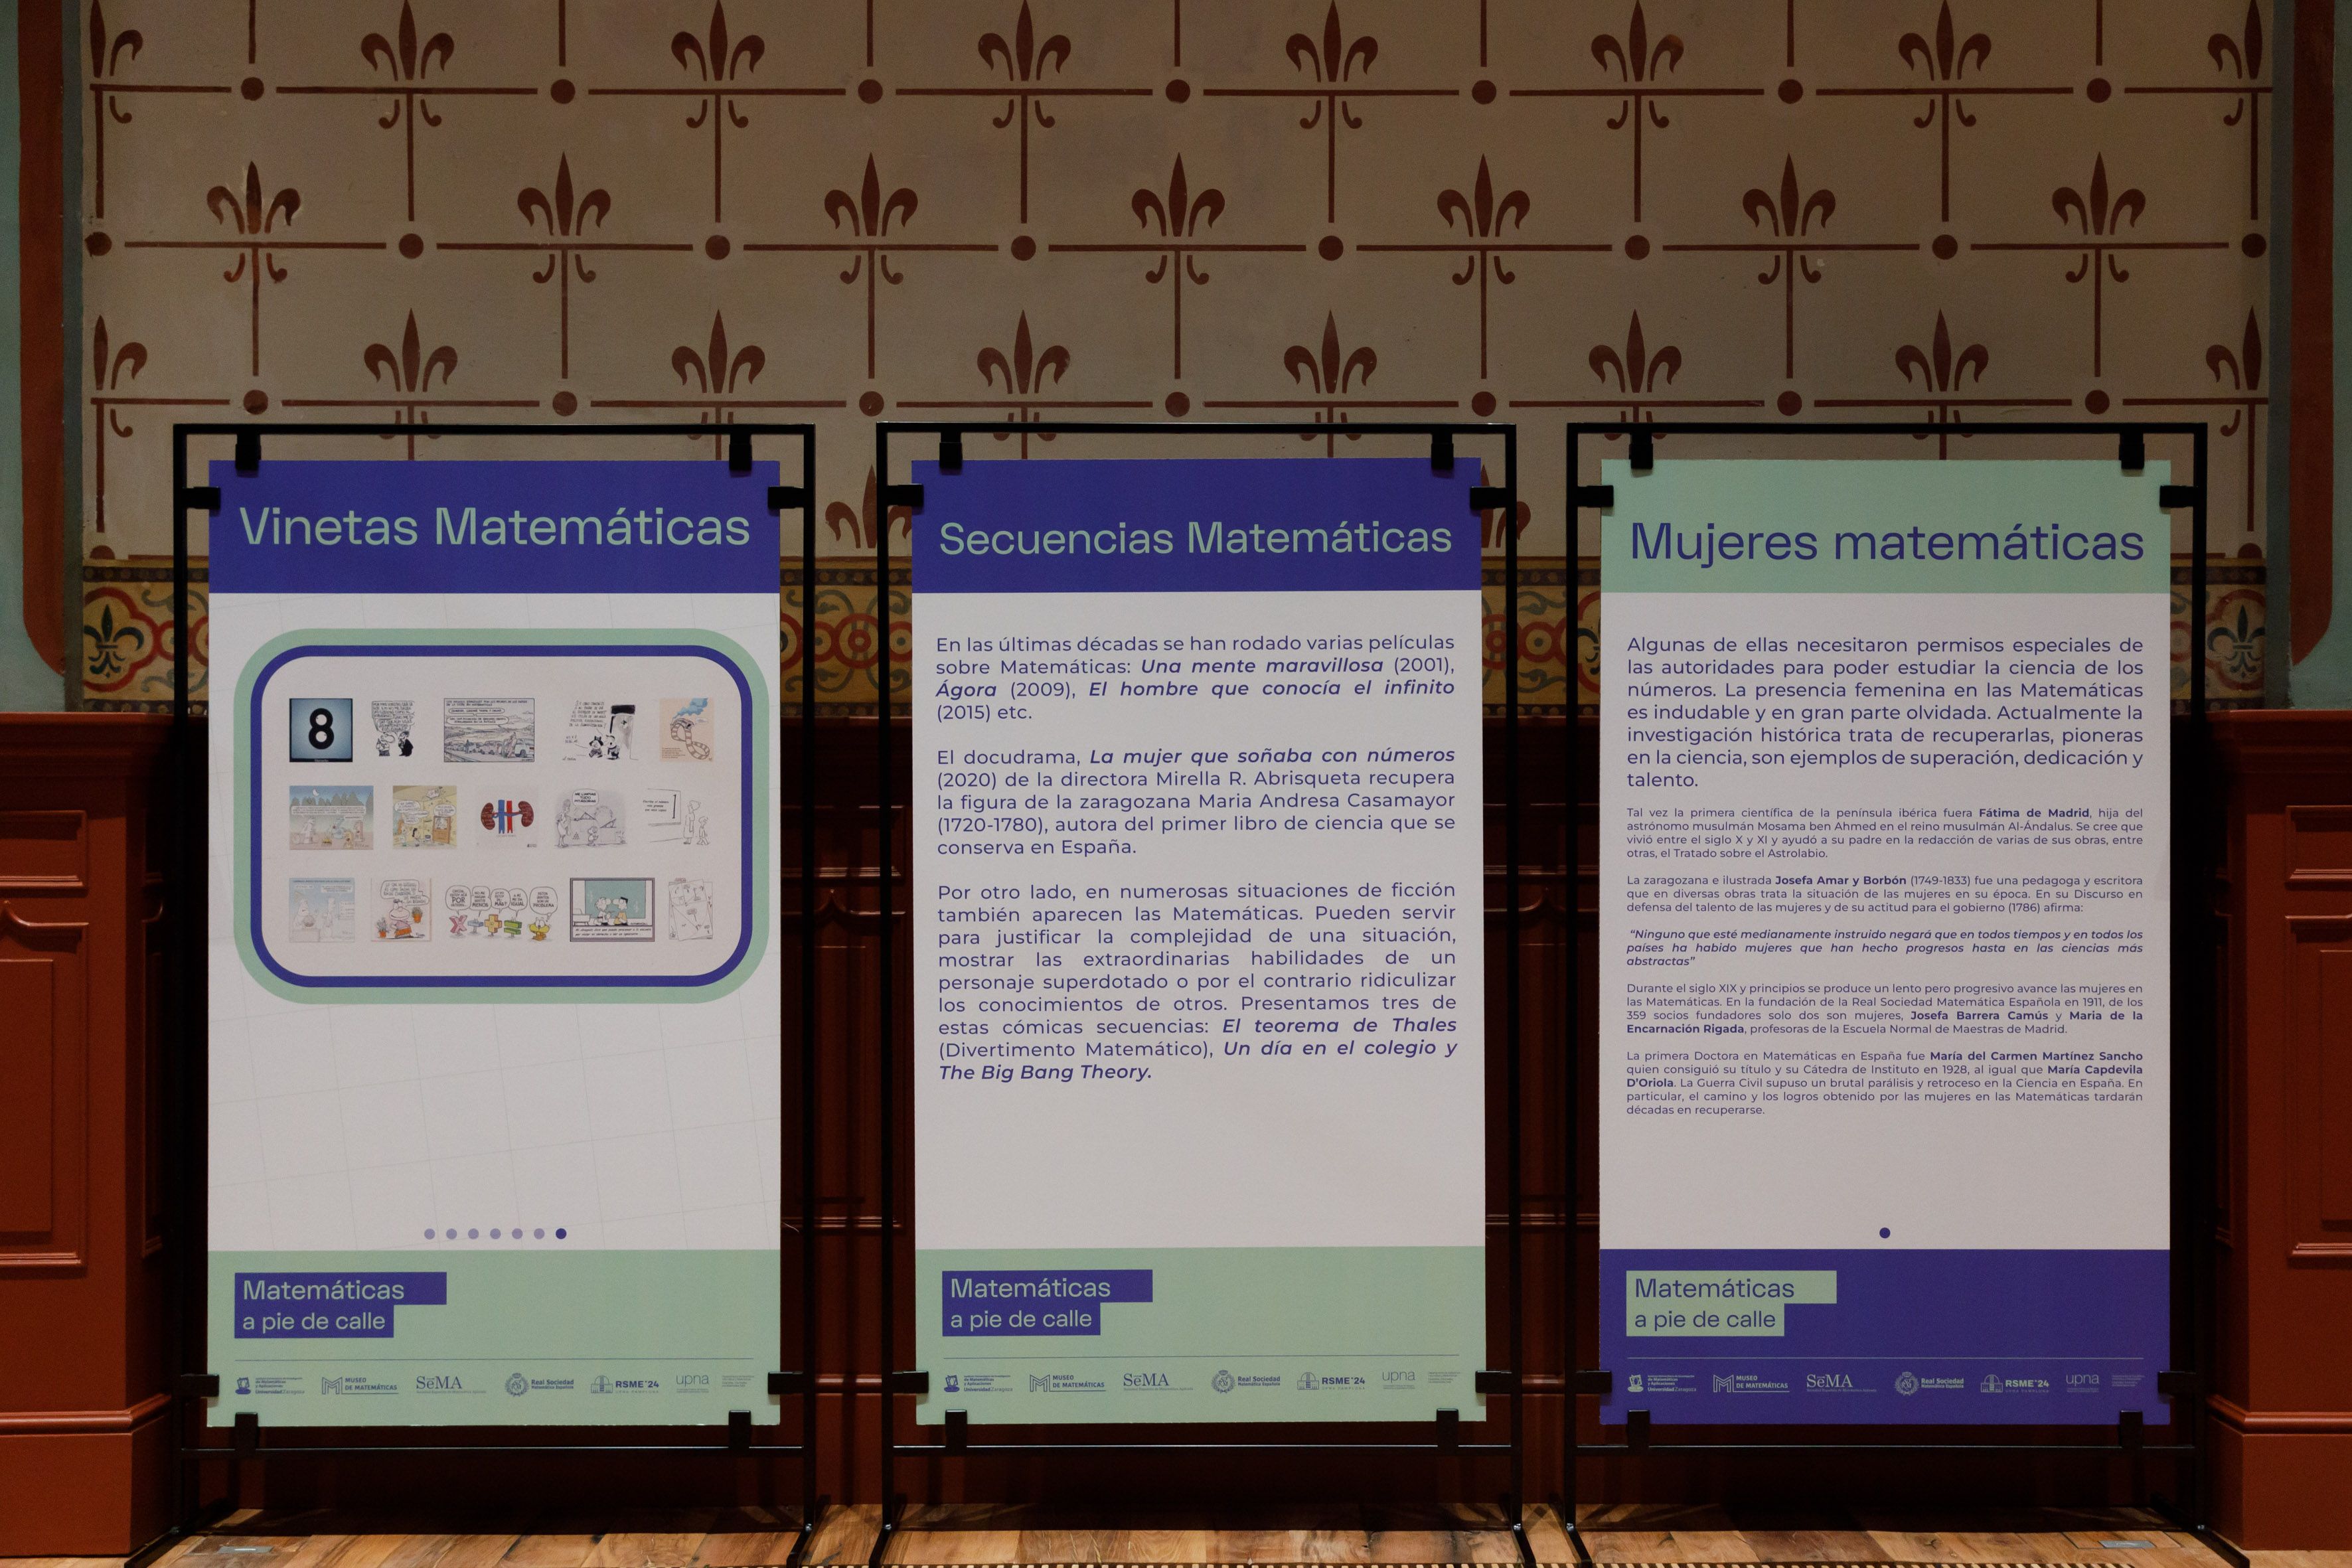 Vinetas Matemáticas
8
Matemáticas
a pie de calle
MUSEO
DE MATEMÁTICAS
SēMA
Real Sociedad
Matemática Española
RSME'24
upna
Secuencias Matemáticas
En las últimas décadas se han rodado varias películas
sobre Matemáticas: Una mente maravillosa (2001),
Ágora (2009), El hombre que conocía el infinito
(2015) etc.
El docudrama, La mujer que soñaba con números
(2020) de la directora Mirella R. Abrisqueta recupera
la figura de la zaragozana Maria Andresa Casamayor
(1720-1780), autora del primer libro de ciencia que se
conserva en España.
Por otro lado, en numerosas situaciones de ficción
también aparecen las Matemáticas. Pueden servir
para justificar la complejidad de una situación,
mostrar las extraordinarias habilidades de un
personaje superdotado o por el contrario ridiculizar
los conocimientos de otros. Presentamos tres de
estas cómicas secuencias: El teorema de Thales
(Divertimento Matemático), Un día en el colegio y
The Big Bang Theory.
Matemáticas
a pie de calle
MUSEO
DE MATEMÁTICAS
SēMA
Real Sociedad
Matemática Española
RSME'24
upna
Mujeres matemáticas
Algunas de ellas necesitaron permisos especiales de
las autoridades para poder estudiar la ciencia de los
números. La presencia femenina en las Matemáticas
es indudable y en gran parte olvidada. Actualmente la
investigación histórica trata de recuperarlas, pioneras
en la ciencia, son ejemplos de superación, dedicación y
talento.
Tal vez la primera científica de la península ibérica fuera Fátima de Madrid, hija del
astrónomo musulmán Mosama ben Ahmed en el reino musulmán Al-Ándalus. Se cree que
vivió entre el siglo X y XI y ayudó a su padre en la redacción de varias de sus obras, entre
otras, el Tratado sobre el Astrolabio.
La zaragozana e ilustrada Josefa Amar y Borbón (1749-1833) fue una pedagoga y escritora
que en diversas obras trata la situación de las mujeres en su época. En su Discurso en
defensa del talento de las mujeres y de su actitud para el gobierno (1786) afirma:
“Ninguno que esté medianamente instruido negará que en todos tiempos y en todos los
países ha habido mujeres que han hecho progresos hasta en las ciencias más
abstractas”
Durante el siglo XIX y principios se produce un lento pero progresivo avance las mujeres en
las Matemáticas. En la fundación de la Real Sociedad Matemática Española en 1911, de los
359 socios fundadores solo dos son mujeres, Josefa Barrera Camús y Maria de la
Encarnación Rigada, profesoras de la Escuela Normal de Maestras de Madrid.
La primera Doctora en Matemáticas en España fue María del Carmen Martínez Sancho
quien consiguió su título y su Cátedra de Instituto en 1928, al igual que María Capdevila
D’Oriola. La Guerra Civil supuso un brutal parálisis y retroceso en la Ciencia en España. En
particular, el camino y los logros obtenido por las mujeres en las Matemáticas tardarán
décadas en recuperarse.
Matemáticas
a pie de calle
MUSEO
DE MATEMÁTICAS
SēMA
Real Sociedad
Matemática Española
RSME'24
upna